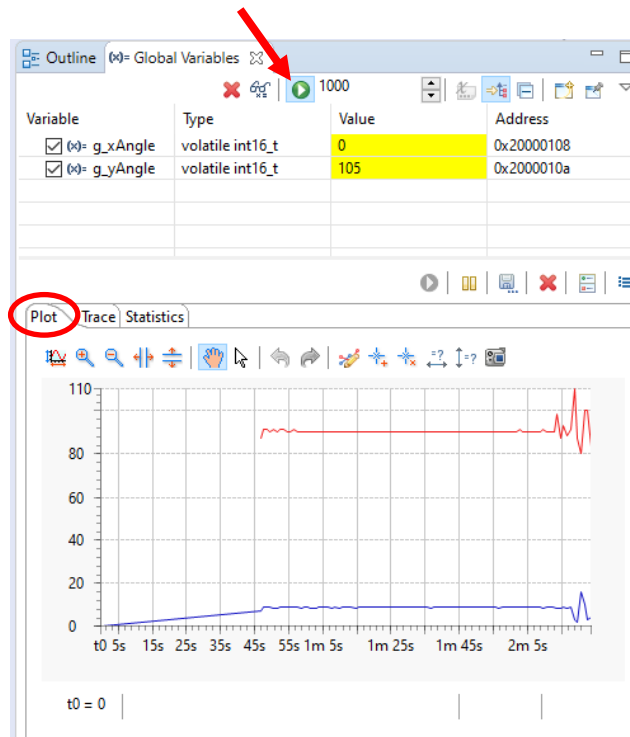 Outline (x)= Global Variables
1000
Variable Type Value Address
(x)= g_xAngle volatile int16_t 0 0x20000108
(x)= g_yAngle volatile int16_t 105 0x2000010a
Plot Trace Statistics
=? =?
110
80
60
40
20
0
t0 5s 15s 25s 35s 45s 55s 1m 5s 1m 25s 1m 45s 2m 5s
t0 = 0